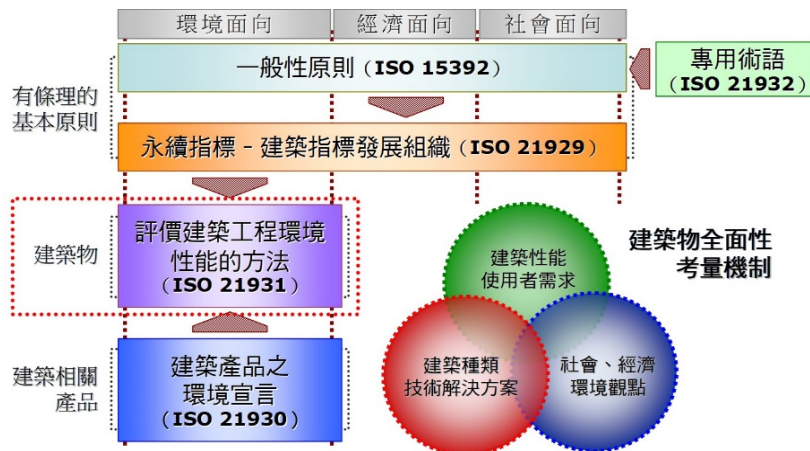 環境面向
經濟面向
社會面向
一般性原則（ISO 15392）
專用術語
（ISO 21932）
有條理的
基本原則
永續指標－建築指標發展組織（ISO 21929）
建築物
評價建築工程環境
性能的方法
（ISO 21931）
建築相關
產品
建築產品之
環境宣言
（ISO 21930）
建築物全面性
考量機制
建築性能
使用者需求
建築種類
技術解決方案
社會、經濟
環境觀點